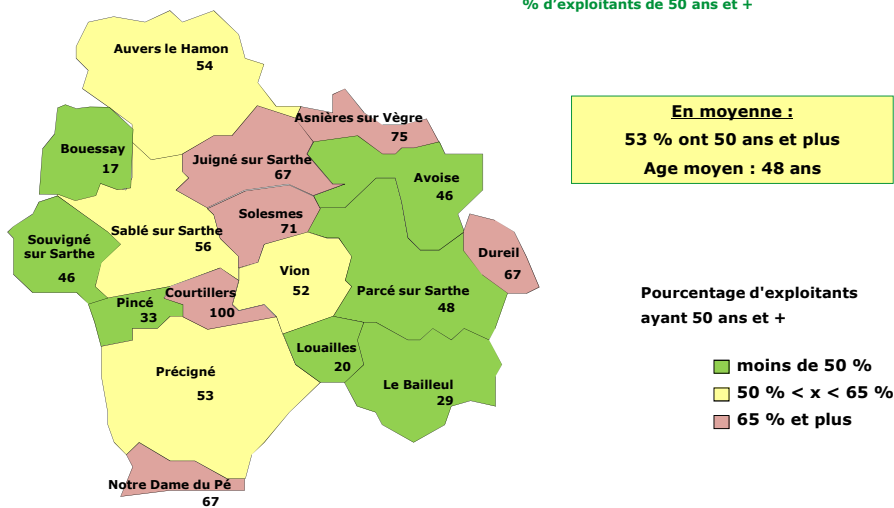 % d'exploitants de 50 ans et +
Auvers le Hamon
54
En moyenne :
53 % ont 50 ans et plus
Age moyen : 48 ans
Asnières sur Vègre
75
Bouessay
17
Juigné sur Sarthe
67
Avoise
46
Solesmes
71
Sablé sur Sarthe
56
Souvigné
sur Sarthe
46
Dureil
67
Vion
52
Parcé sur Sarthe
48
Courtillers
100
Pincé
33
Pourcentage d'exploitants
ayant 50 ans et +
Louailles
20
Précigné
53
Le Bailleul
29
moins de 50 %
50 % < x < 65 %
65 % et plus
Notre Dame du Pé
67